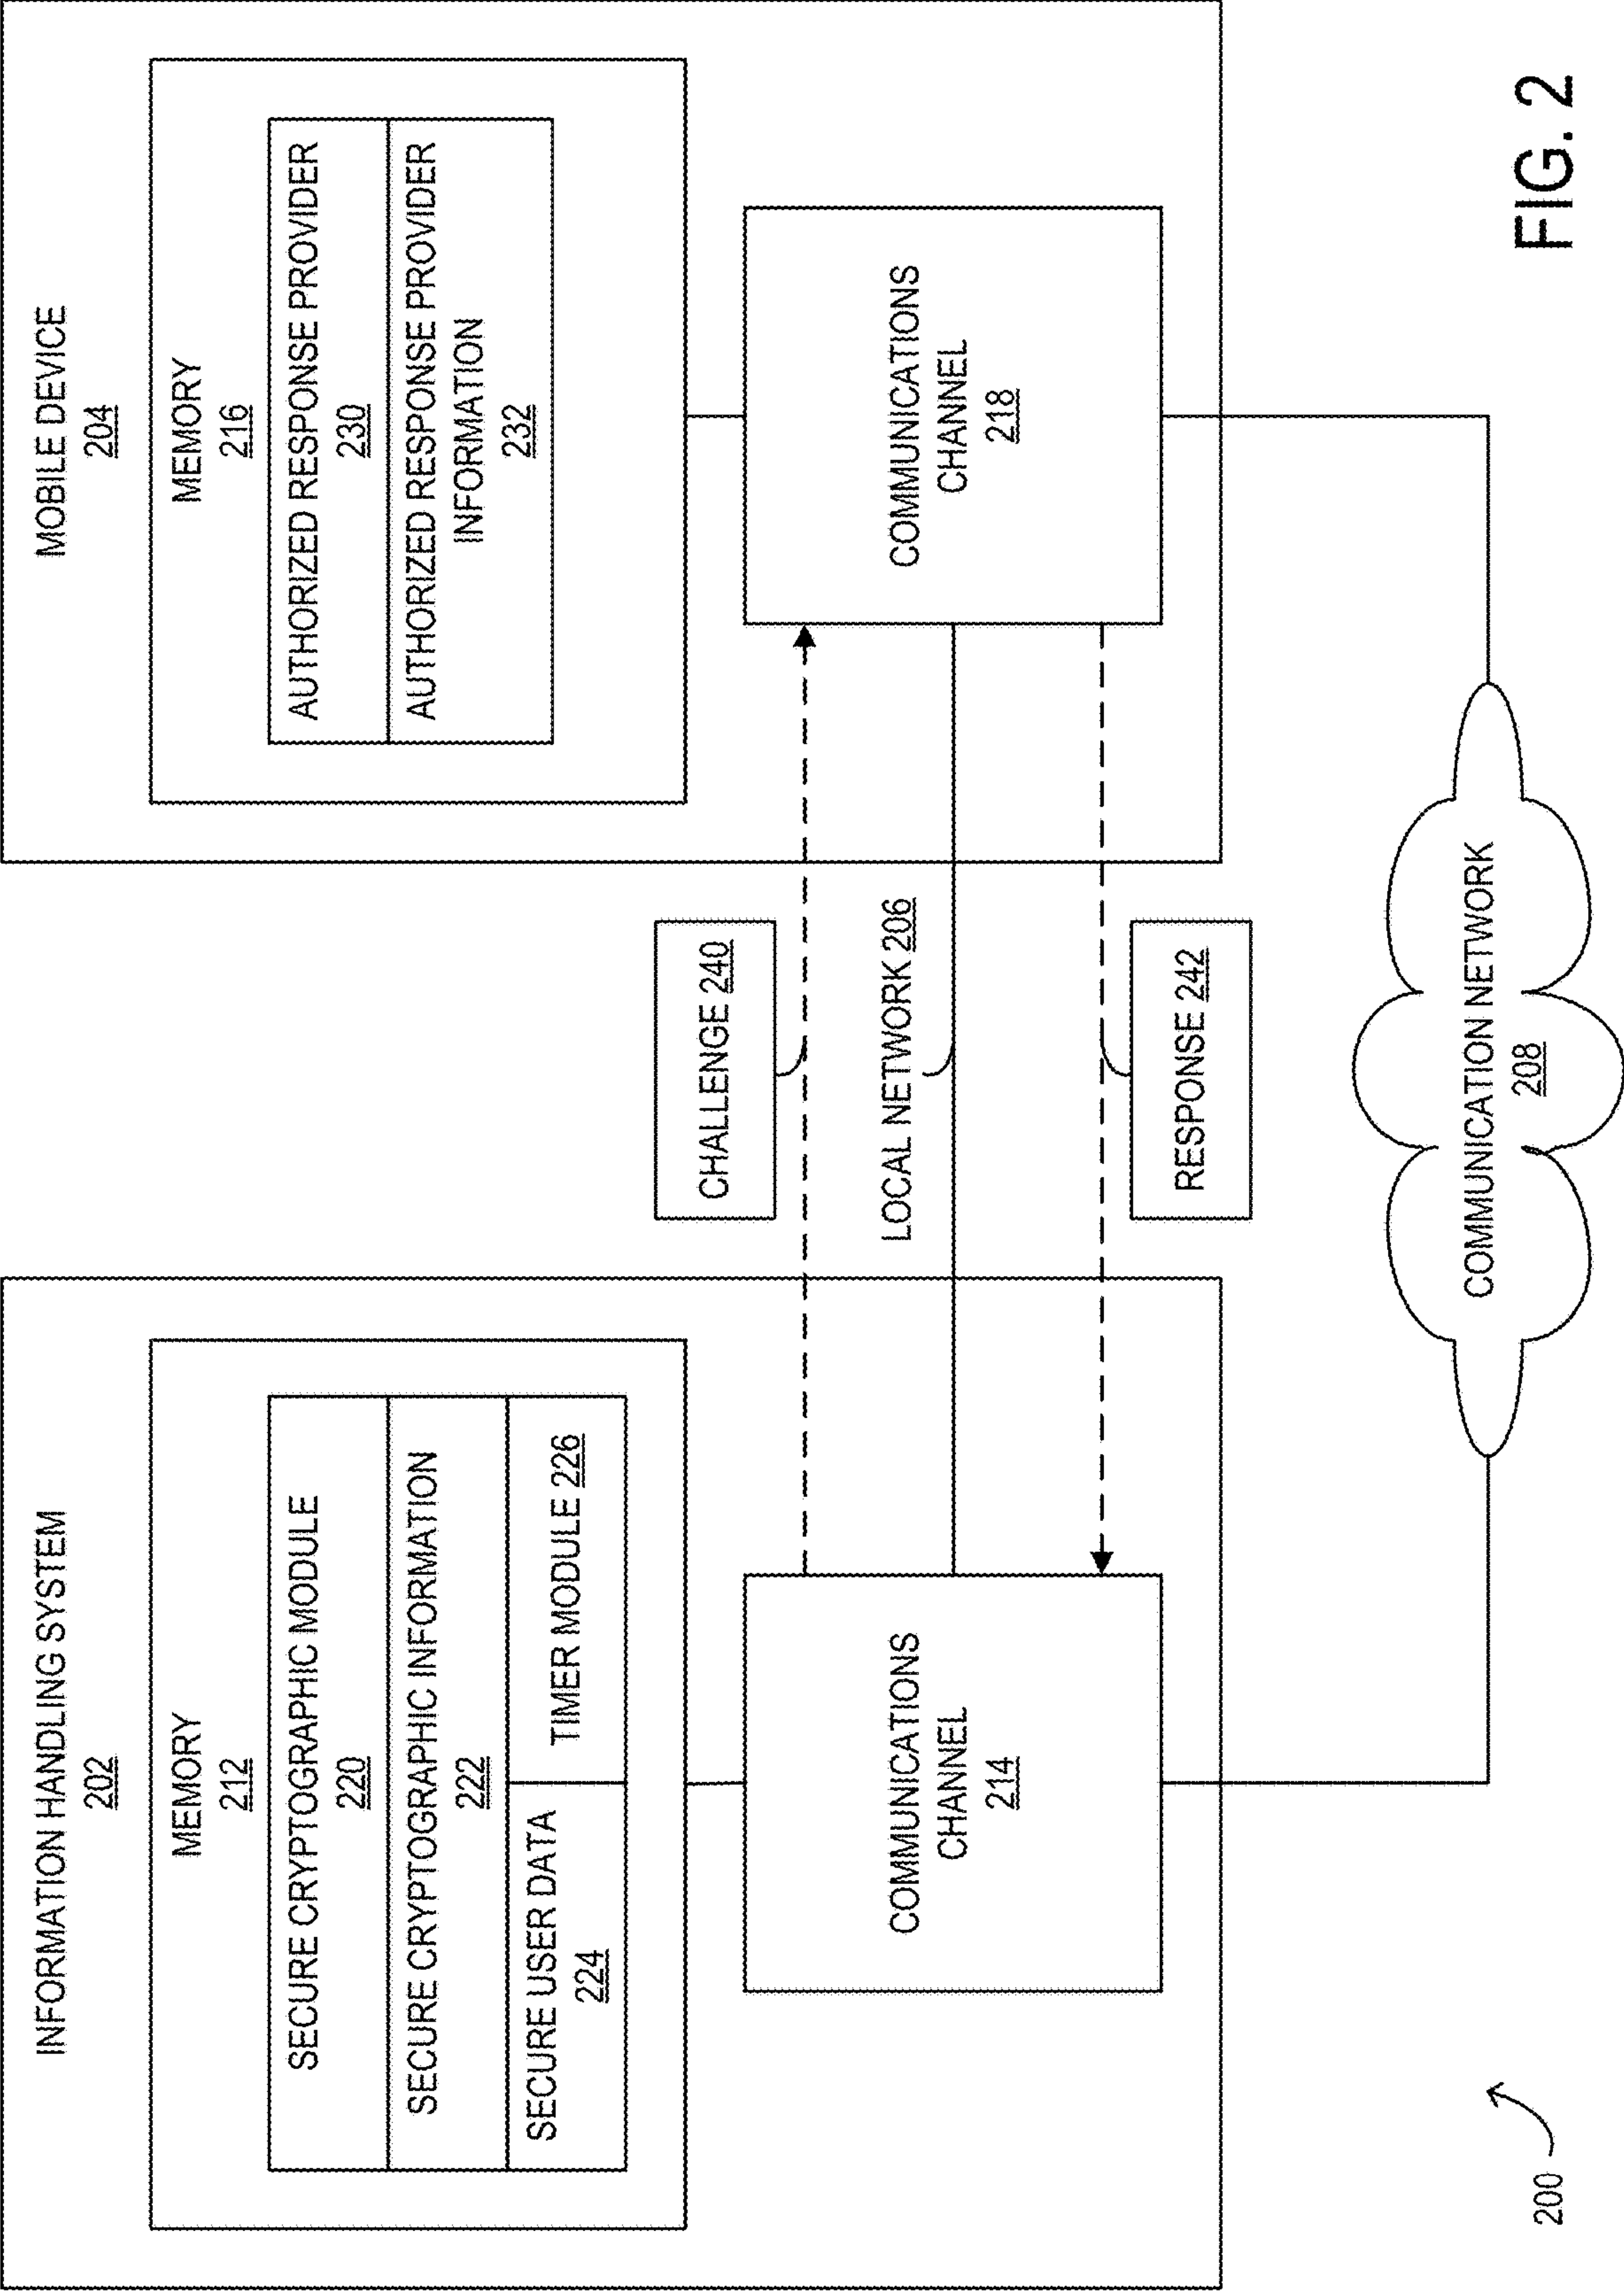 INFORMATION HANDLING SYSTEM
202
MEMORY
212
SECURE CRYPTOGRAPHIC MODULE
220
SECURE CRYPTOGRAPHIC INFORMATION
222
SECURE USER DATA
224
TIMER MODULE 226
COMMUNICATIONS
CHANNEL
214
CHALLENGE 240
LOCAL NETWORK 206
RESPONSE 242
MOBILE DEVICE
204
MEMORY
216
AUTHORIZED RESPONSE PROVIDER
230
AUTHORIZED RESPONSE PROVIDER
INFORMATION
232
COMMUNICATIONS
CHANNEL
218
COMMUNICATION NETWORK
208
200
FIG. 2